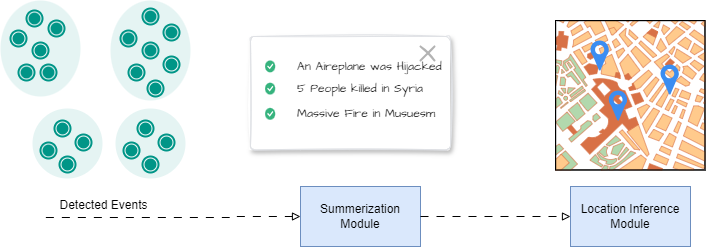 An Aireplane was Hijacked
5 People killed in Syria
Massive Fire in Musuesm
Detected Events
Summerization
Module
Location Inference
Module